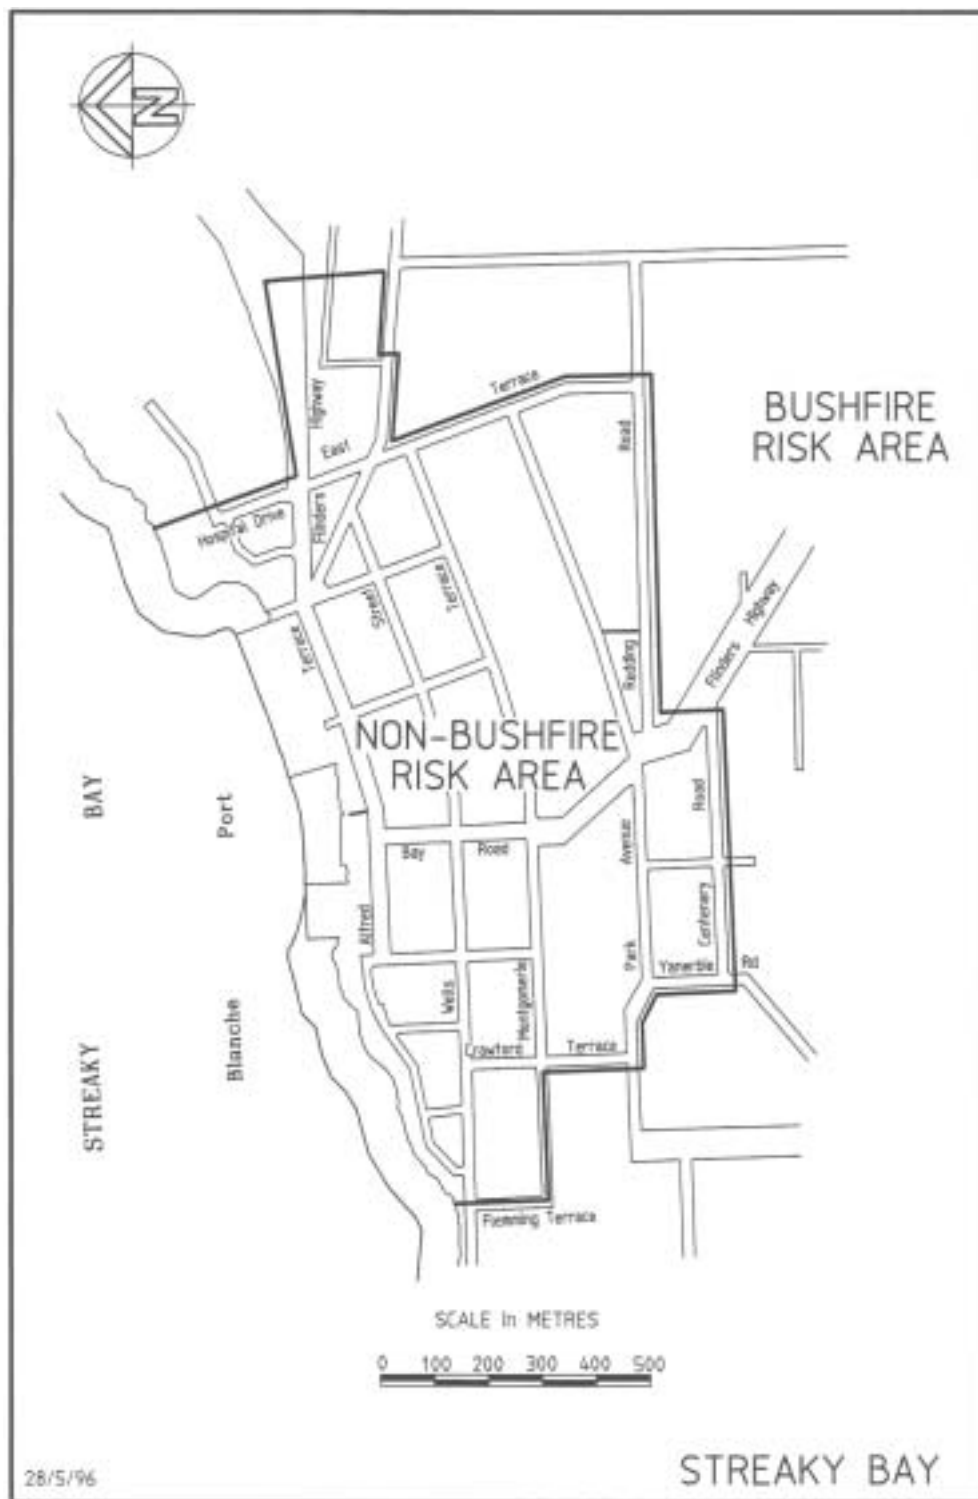 N
Highway
East
Terrace
Road
BUSHFIRE
RISK AREA
Hospital Drive
Flinders
Terrace
Street
Terrace
Redding
Flinders
Highway
NON-BUSHFIRE
RISK AREA
BAY
Port
Road
Bay
Road
Avenue
Alfred
Centenary
Park
Yanerbie
Rd
Wells
Montgomerie
STREAKY
Blanche
Crawford
Terrace
Flemming Terrace
SCALE In METRES
0 100 200 300 400 500
28/5/96
STREAKY BAY